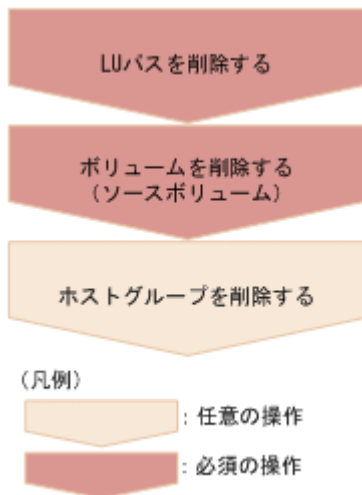 LUパスを削除する
ボリュームを削除する
(ソースボリューム)
ホストグループを削除する
(凡例)
: 任意の操作
: 必須の操作